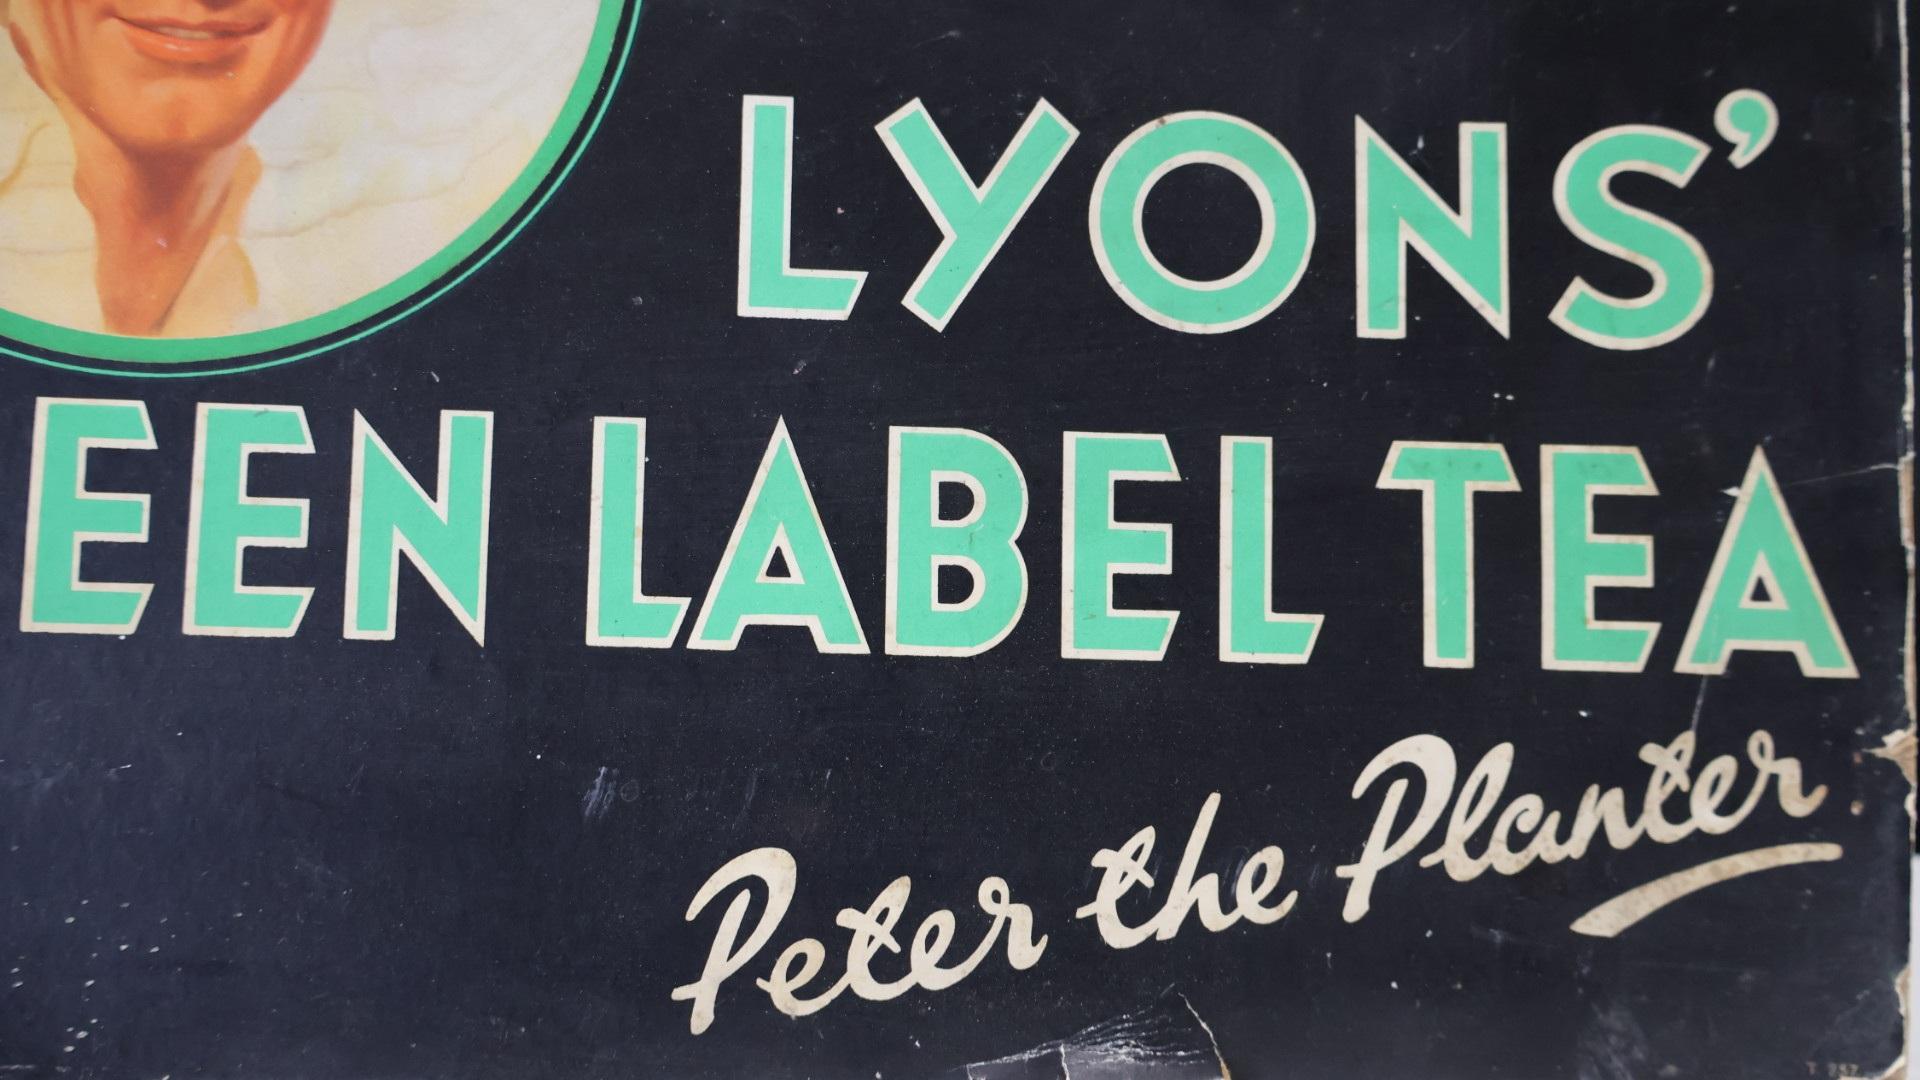 LYONS’
EEN LABEL TEA
Peter the Planter